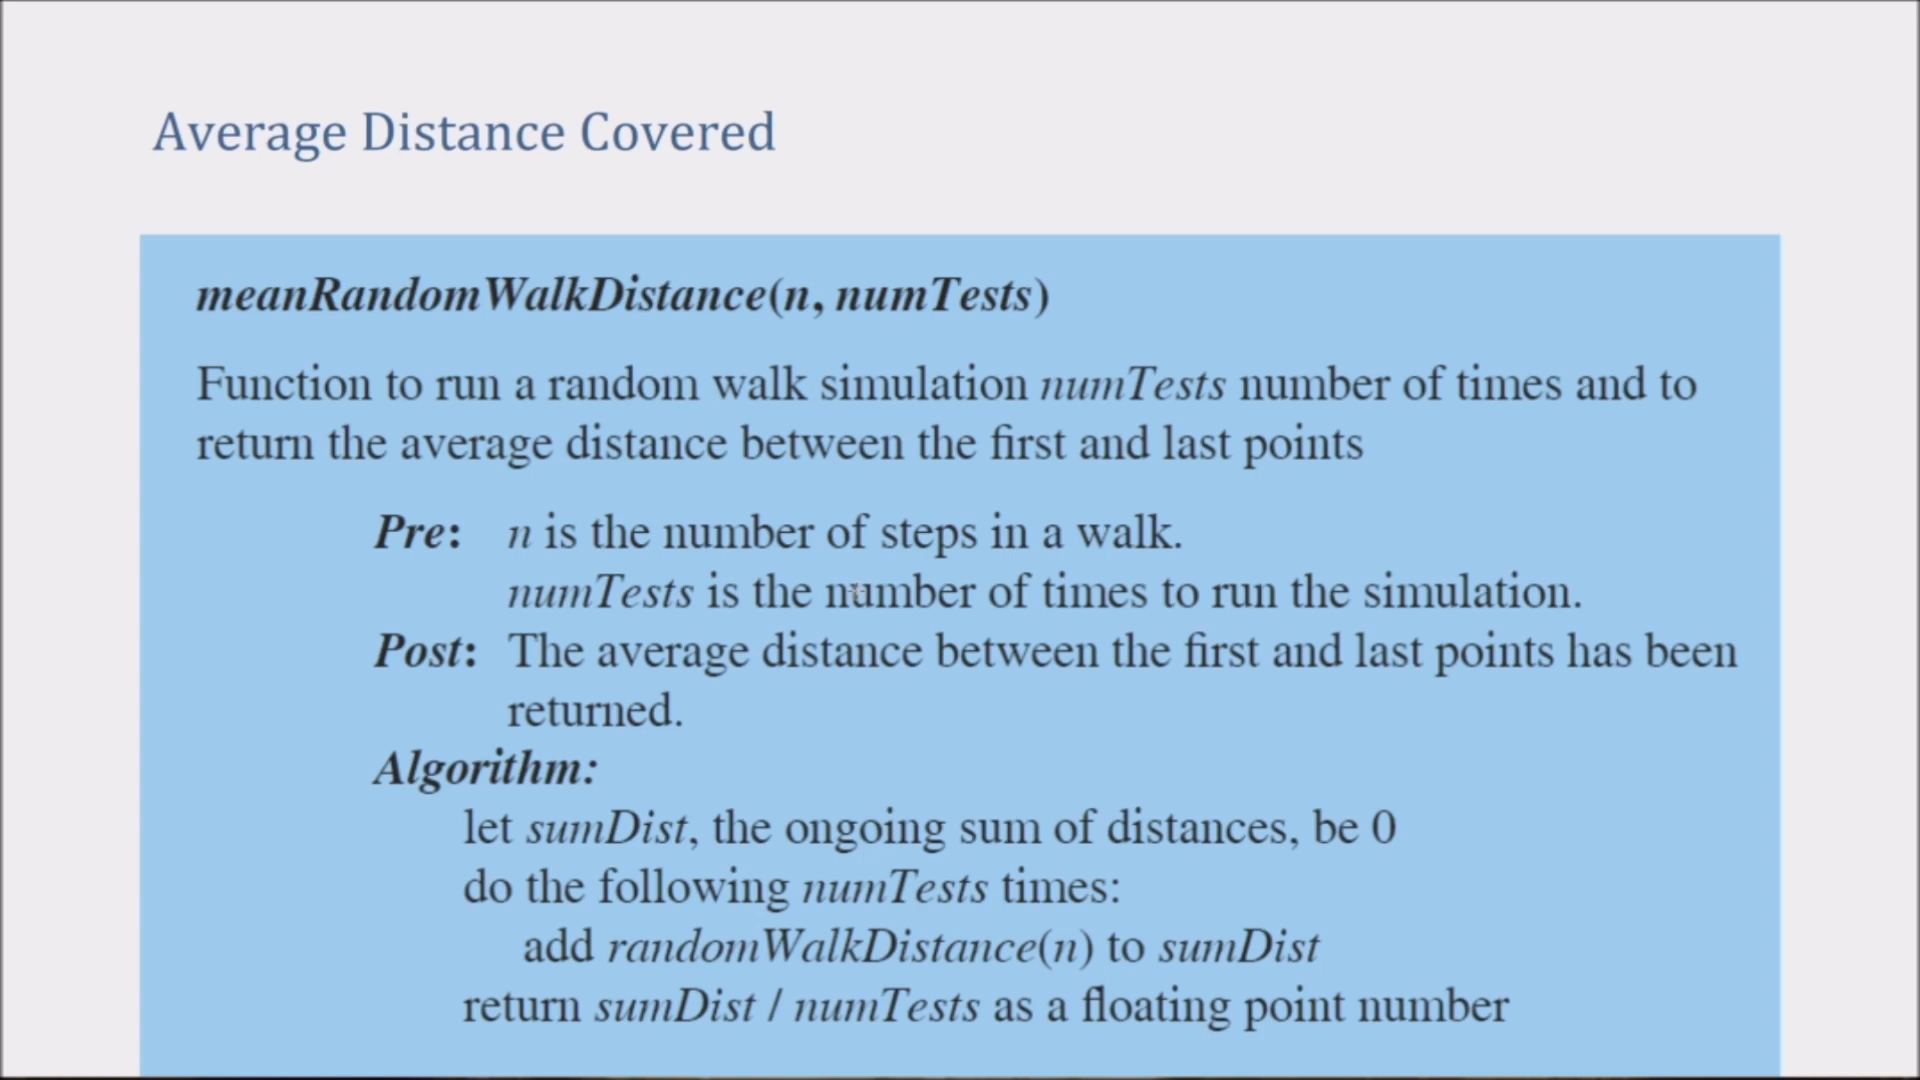 Average Distance Covered
meanRandomWalkDistance(n, numTests)
Function to run a random walk simulation numTests number of times and to
return the average distance between the first and last points
Pre: n is the number of steps in a walk.
numTests is the number of times to run the simulation.
Post: The average distance between the first and last points has been
returned.
Algorithm:
let sumDist, the ongoing sum of distances, be 0
do the following numTests times:
add randomWalkDistance(n) to sumDist
return sumDist / numTests as a floating point number